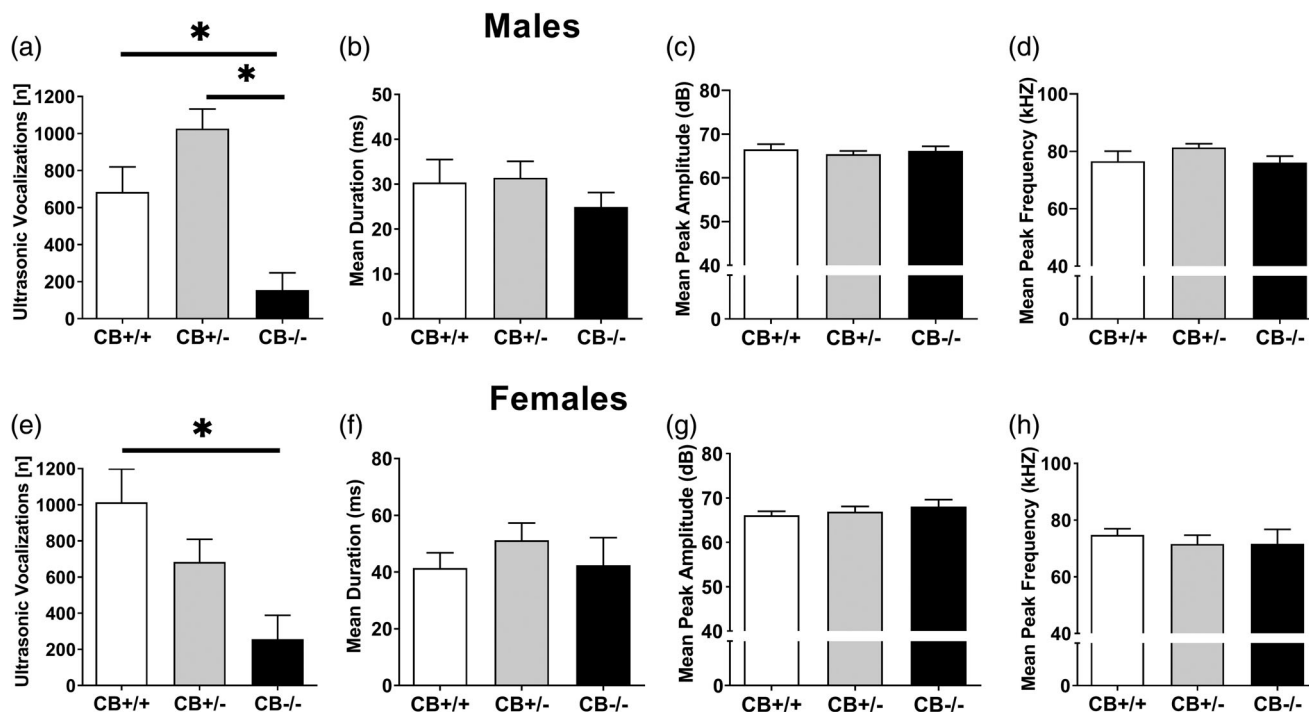 Males
(a)
*
*
Ultrasonic Vocalizations [n]
1200
1000
800
600
400
200
0
CB+/+ CB+/- CB-/-
(b)
Mean Duration (ms)
50
40
30
20
10
0
CB+/+ CB+/- CB-/-
(c)
Mean Peak Amplitude (dB)
80
70
60
50
40
0
CB+/+ CB+/- CB-/-
(d)
Mean Peak Frequency (kHZ)
100
80
60
40
0
CB+/+ CB+/- CB-/-
Females
(e)
*
Ultrasonic Vocalizations [n]
1200
1000
800
600
400
200
0
CB+/+ CB+/- CB-/-
(f)
Mean Duration (ms)
80
60
40
20
0
CB+/+ CB+/- CB-/-
(g)
Mean Peak Amplitude (dB)
80
70
60
50
40
0
CB+/+ CB+/- CB-/-
(h)
Mean Peak Frequency (kHZ)
100
80
60
40
0
CB+/+ CB+/- CB-/-